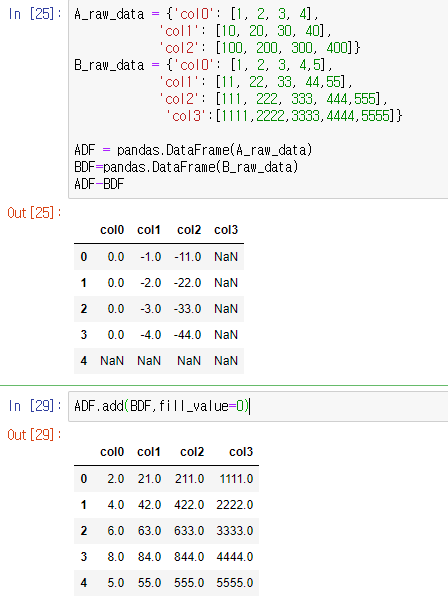 In [25]: A_raw_data = {'col0': [1, 2, 3, 4],
'col1': [10, 20, 30, 40],
'col2': [100, 200, 300, 400]}
B_raw_data = {'col0': [1, 2, 3, 4,5],
'col1': [11, 22, 33, 44,55],
'col2': [111, 222, 333, 444,555],
'col3':[1111,2222,3333,4444,5555]}
ADF = pandas.DataFrame(A_raw_data)
BDF=pandas.DataFrame(B_raw_data)
ADF-BDF
Out[25]:
col0 col1 col2 col3
0 0.0 -1.0 -11.0 NaN
1 0.0 -2.0 -22.0 NaN
2 0.0 -3.0 -33.0 NaN
3 0.0 -4.0 -44.0 NaN
4 NaN NaN NaN NaN
In [29]: ADF.add(BDF,fill_value=0)
Out[29]:
col0 col1 col2 col3
0 2.0 21.0 211.0 1111.0
1 4.0 42.0 422.0 2222.0
2 6.0 63.0 633.0 3333.0
3 8.0 84.0 844.0 4444.0
4 5.0 55.0 555.0 5555.0